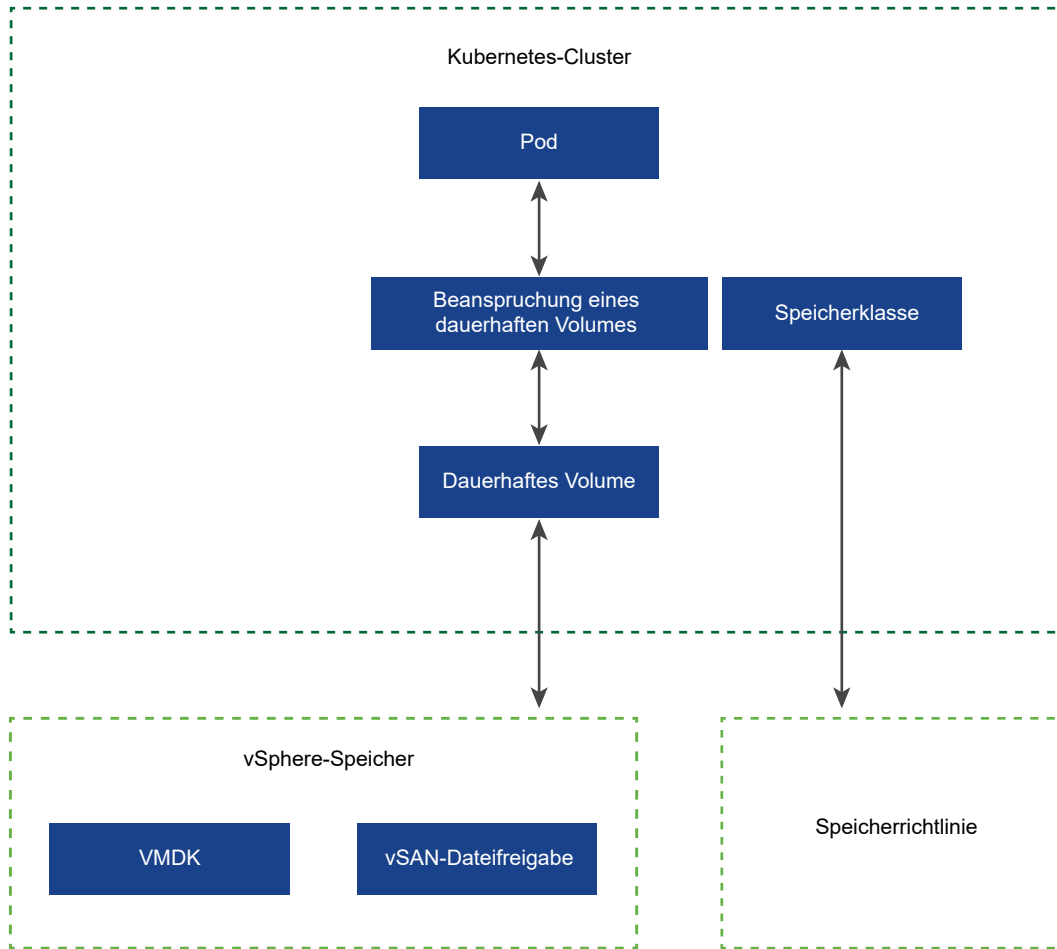 Kubernetes-Cluster
Pod
Beanspruchung eines
dauerhaften Volumes
Speicherklasse
Dauerhaftes Volume
vSphere-Speicher
VMDK
vSAN-Dateifreigabe
Speicherrichtlinie